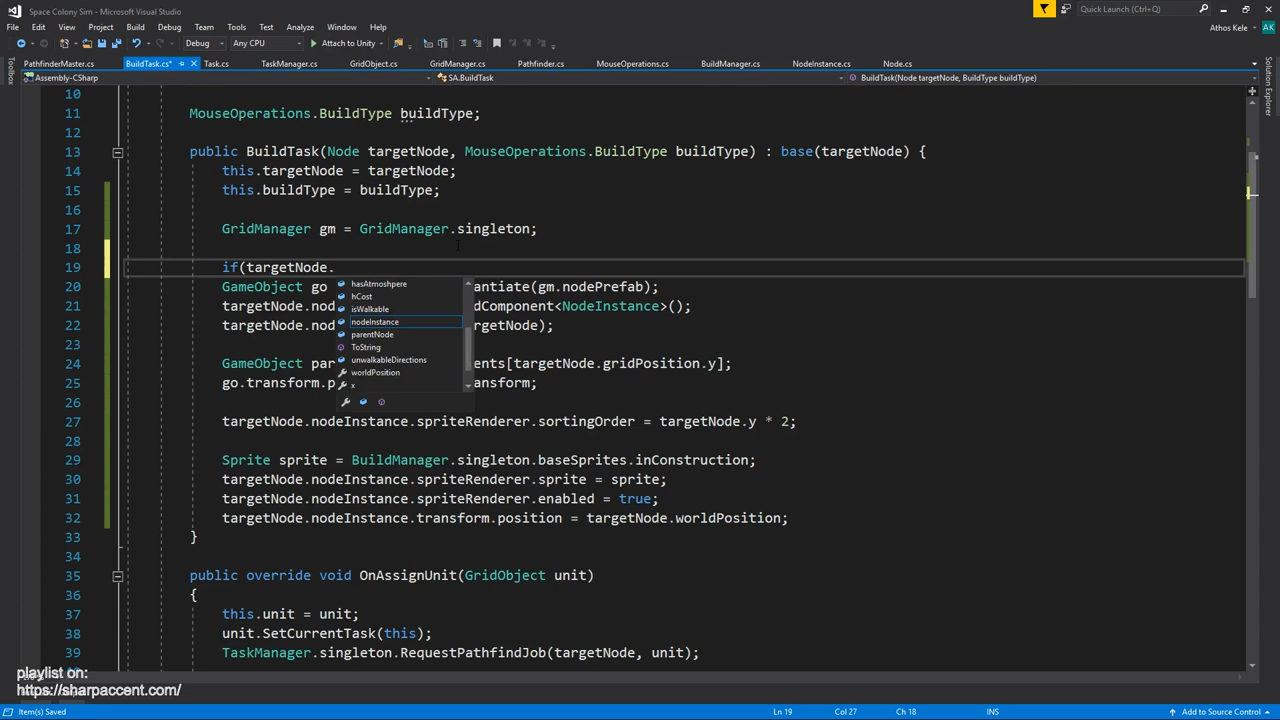 Space Colony Sim - Microsoft Visual Studio
Quick Launch (Ctrl+Q)
File Edit View Project Build Debug Team Tools Test Analyze Window Help
Athos Kele AK
Debug Any CPU Attach to Unity
Toolbox
Solution Explorer
PathfinderMaster.cs BuildTask.cs* Task.cs TaskManager.cs GridObject.cs GridManager.cs Pathfinder.cs MouseOperations.cs BuildManager.cs NodeInstance.cs Node.cs
Assembly-CSharp SA.BuildTask BuildTask(Node targetNode, BuildType buildType)
10
11 MouseOperations.BuildType buildType;
12
13 public BuildTask(Node targetNode, MouseOperations.BuildType buildType) : base(targetNode) {
14 this.targetNode = targetNode;
15 this.buildType = buildType;
16
17 GridManager gm = GridManager.singleton;
18
19 if(targetNode.
20 GameObject go antiate(gm.nodePrefab);
21 targetNode.nod dComponent<NodeInstance>();
22 targetNode.nod rgetNode);
23
24 GameObject par ents[targetNode.gridPosition.y];
25 go.transform.p ansform;
26
27 targetNode.nodeInstance.spriteRenderer.sortingOrder = targetNode.y * 2;
28
29 Sprite sprite = BuildManager.singleton.baseSprites.inConstruction;
30 targetNode.nodeInstance.spriteRenderer.sprite = sprite;
31 targetNode.nodeInstance.spriteRenderer.enabled = true;
32 targetNode.nodeInstance.transform.position = targetNode.worldPosition;
33 }
34
35 public override void OnAssignUnit(GridObject unit)
36 {
37 this.unit = unit;
38 unit.SetCurrentTask(this);
39 TaskManager.singleton.RequestPathfindJob(targetNode, unit);
hasAtmoshpere
hCost
isWalkable
nodeInstance
parentNode
ToString
unwalkableDirections
worldPosition
x
playlist on:
https://sharpaccent.com/
Item(s) Saved Ln 19 Col 27 Ch 18 INS Add to Source Control